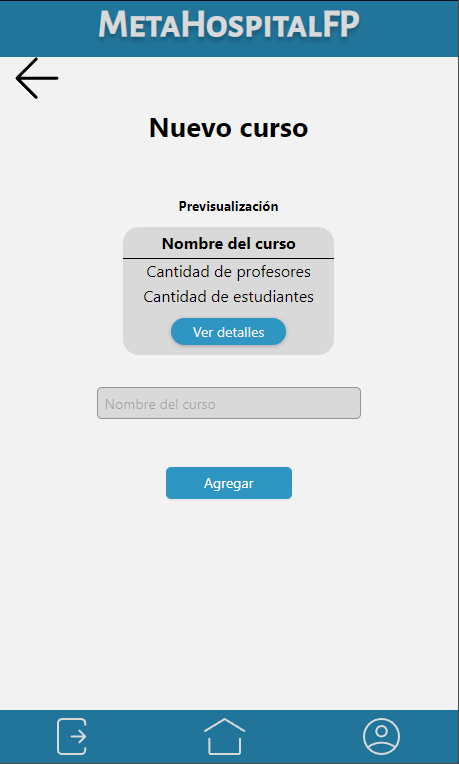 MetaHospitalFP
Nuevo curso
Previsualización
Nombre del curso
Cantidad de profesores
Cantidad de estudiantes
Ver detalles
Nombre del curso
Agregar